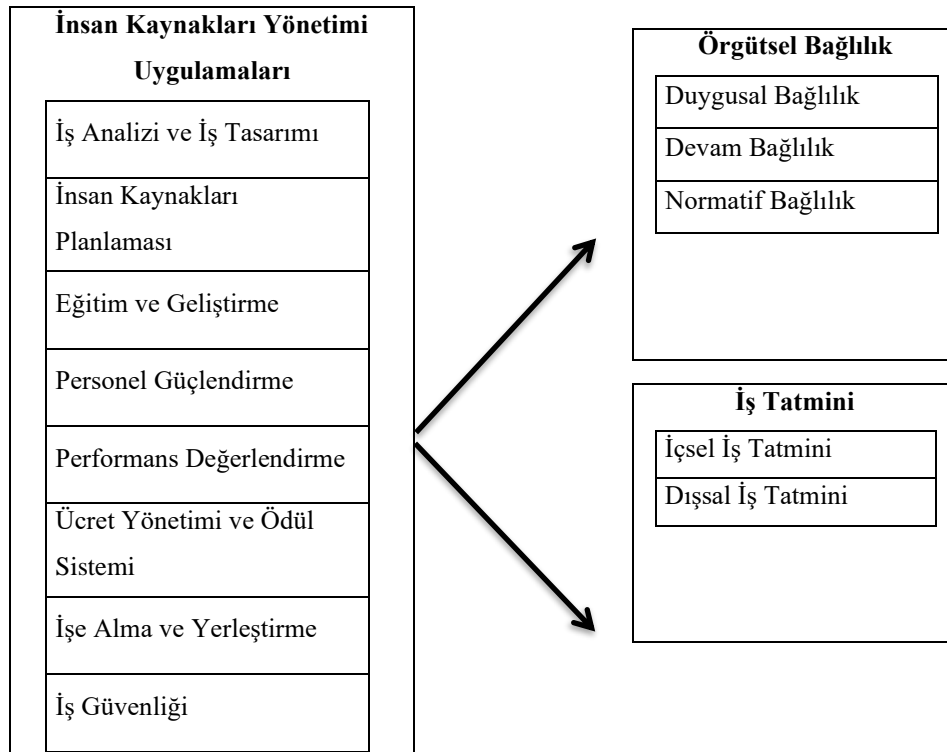 İnsan Kaynakları Yönetimi
Uygulamaları
İş Analizi ve İş Tasarımı
İnsan Kaynakları
Planlaması
Eğitim ve Geliştirme
Personel Güçlendirme
Performans Değerlendirme
Ücret Yönetimi ve Ödül
Sistemi
İşe Alma ve Yerleştirme
İş Güvenliği
Örgütsel Bağlılık
Duygusal Bağlılık
Devam Bağlılık
Normatif Bağlılık
İş Tatmini
İçsel İş Tatmini
Dışsal İş Tatmini